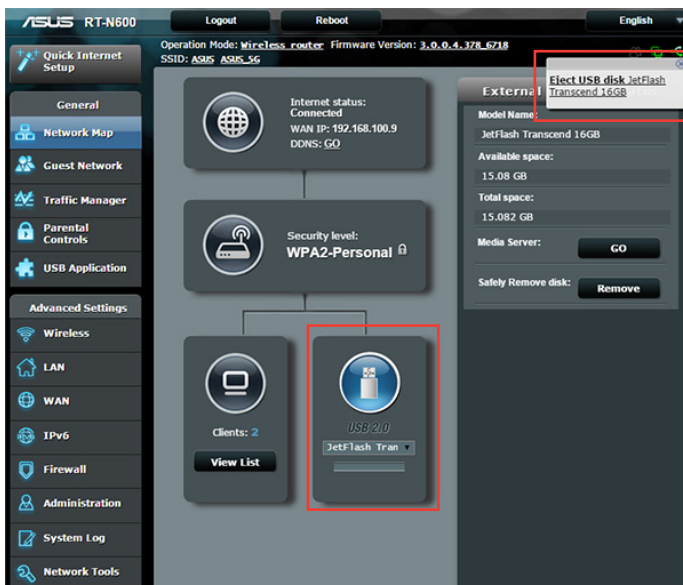 ASUS RT-N600 Logout Reboot English
Quick Internet
Setup
General
Network Map
Guest Network
Traffic Manager
Parental
Controls
USB Application
Advanced Settings
Wireless
LAN
WAN
IPv6
Firewall
Administration
System Log
Network Tools
Operation Mode: Wireless router Firmware Version: 3.0.0.4.378_6718
SSID: ASUS ASUS_5G
Internet status:
Connected
WAN IP: 192.168.100.9
DDNS: GO
Security level:
WPA2-Personal
Clients: 2
View List
USB 2.0
JetFlash Tran
Eject USB disk JetFlash
Transcend 16GB
External
Model Name:
JetFlash Transcend 16GB
Available space:
15.08 GB
Total space:
15.082 GB
Media Server: GO
Safely Remove disk: Remove